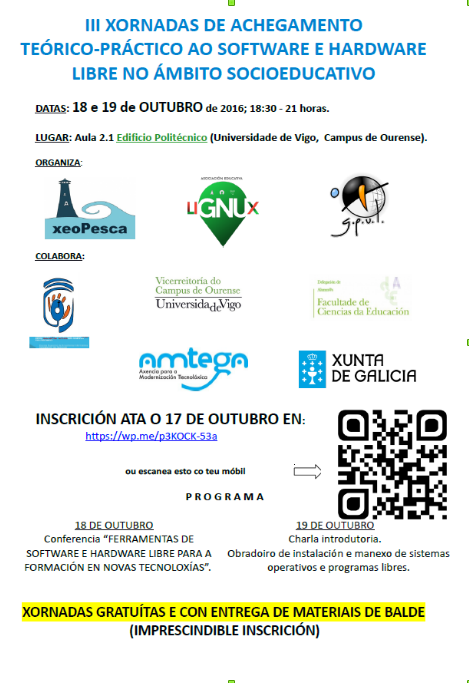 III XORNADAS DE ACHEGAMENTO
TEÓRICO-PRÁCTICO AO SOFTWARE E HARDWARE
LIBRE NO ÁMBITO SOCIOEDUCATIVO
DATAS: 18 e 19 de OUTUBRO de 2016; 18:30 - 21 horas.
LUGAR: Aula 2.1 Edificio Politécnico (Universidade de Vigo, Campus de Ourense).
ORGANIZA:
xeoPesca
ASOCIACIÓN EDUCATIVA
LIGNUX
g.p.u.l.
COLABORA:
Vicerreitoría do
Campus de Ourense
UniversidadeVigo
Facultade de
Ciencias da Educación
amtega
Axencia para a
Modernización Tecnolóxica
XUNTA
DE GALICIA
INSCRICIÓN ATA O 17 DE OUTUBRO EN:
https://wp.me/p3KOCK-53a
ou escanea esto co teu móbil
PROGRAMA
18 DE OUTUBRO
Conferencia “FERRAMENTAS DE
SOFTWARE E HARDWARE LIBRE PARA A
FORMACIÓN EN NOVAS TECNOLOXÍAS”.
19 DE OUTUBRO
Charla introdutoria.
Obradoiro de instalación e manexo de sistemas
operativos e programas libres.
XORNADAS GRATUÍTAS E CON ENTREGA DE MATERIAIS DE BALDE
(IMPRESCINDIBLE INSCRICIÓN)